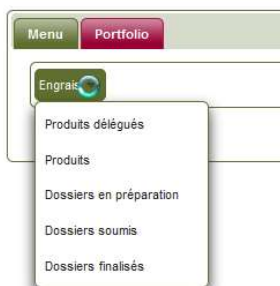 Menu Portfolio
Engrais
Produits délégués
Produits
Dossiers en préparation
Dossiers soumis
Dossiers finalisés